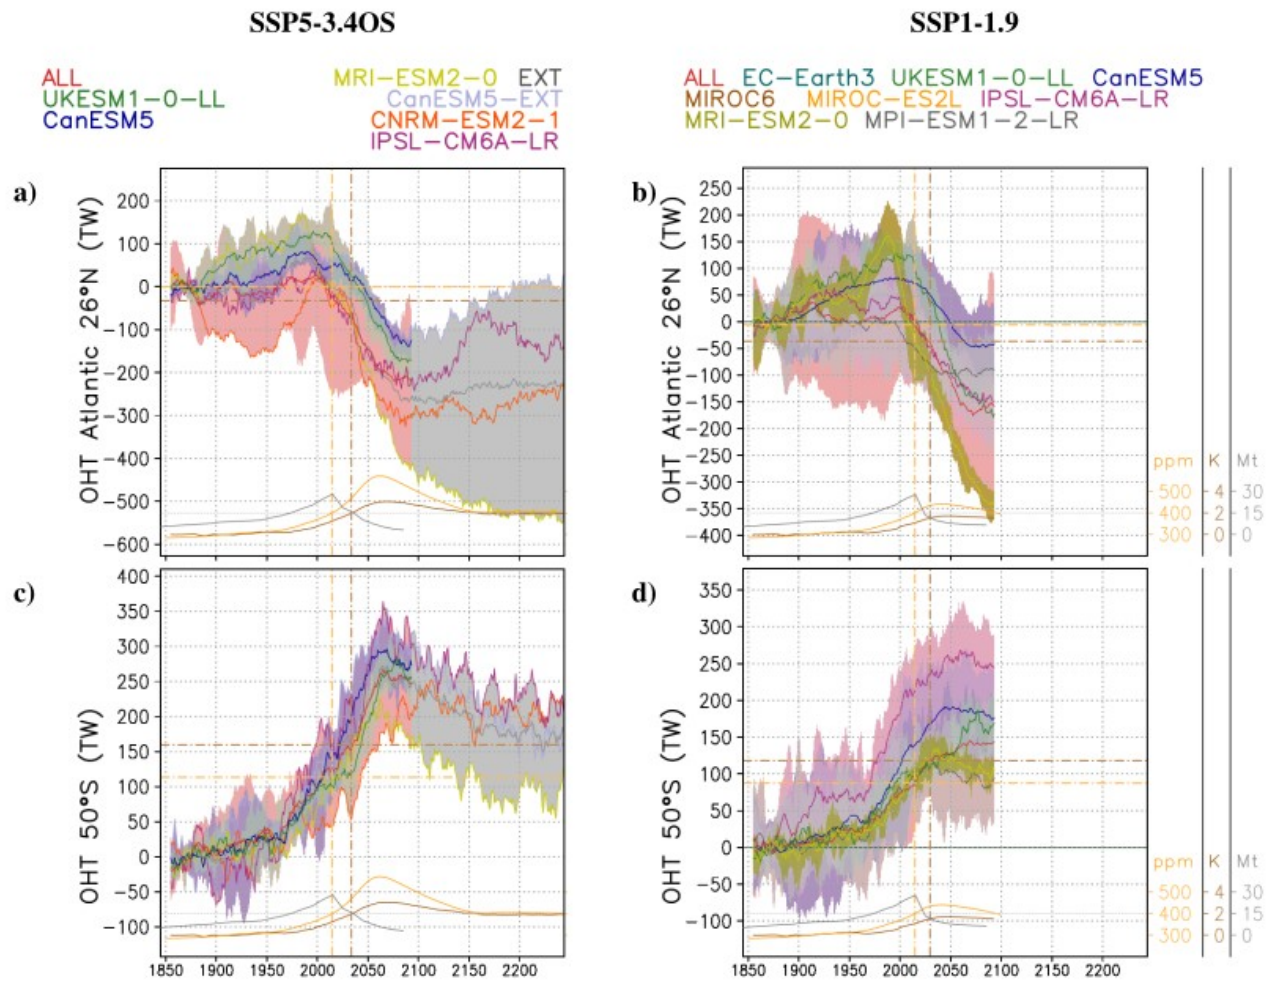 SSP5-3.4OS
SSP1-1.9
ALL MRI-ESM2-0 EXT
UKESM1-0-LL CanESM5-EXT
CanESM5 CNRM-ESM2-1
IPSL-CM6A-LR
ALL EC-Earth3 UKESM1-0-LL CanESM5
MIROC6 MIROC-ES2L IPSL-CM6A-LR
MRI-ESM2-0 MPI-ESM1-2-LR
a)
OHT Atlantic 26°N (TW)
200
100
0
-100
-200
-300
-400
-500
-600
b)
OHT Atlantic 26°N (TW)
250
200
150
100
50
0
-50
-100
-150
-200
-250
-300
-350
-400
ppm K Mt
500 4 30
400 2 15
300 0 0
c)
OHT 50°S (TW)
400
350
300
250
200
150
100
50
0
-50
-100
1850 1900 1950 2000 2050 2100 2150 2200
d)
OHT 50°S (TW)
350
300
250
200
150
100
50
0
-50
-100
ppm K Mt
500 4 30
400 2 15
300 0 0
1850 1900 1950 2000 2050 2100 2150 2200